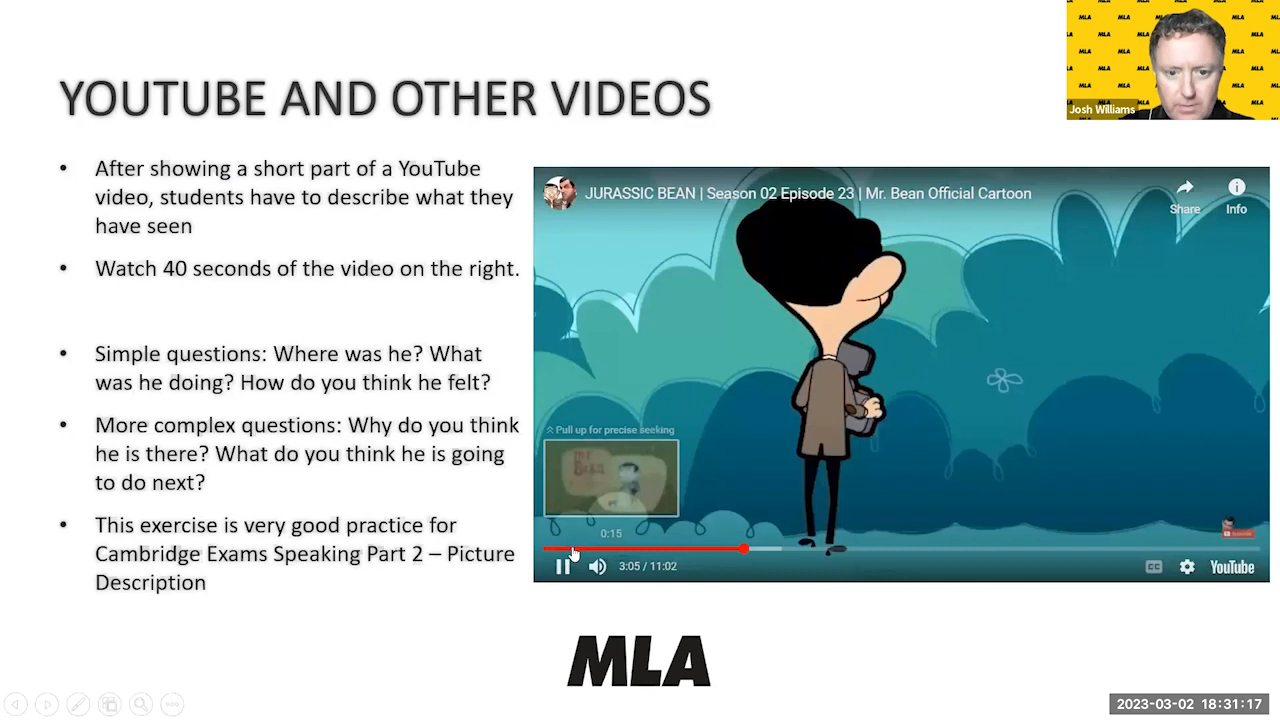 YOUTUBE AND OTHER VIDEOS
• After showing a short part of a YouTube
video, students have to describe what they
have seen
• Watch 40 seconds of the video on the right.
• Simple questions: Where was he? What
was he doing? How do you think he felt?
• More complex questions: Why do you think
he is there? What do you think he is going
to do next?
• This exercise is very good practice for
Cambridge Exams Speaking Part 2 – Picture
Description
JURASSIC BEAN | Season 02 Episode 23 | Mr. Bean Official Cartoon
Share
Info
Pull up for precise seeking
Mr.
Bean
0:15
3:05 / 11:02
CC
YouTube
MLA
Josh Williams
2023-03-02 18:31:17